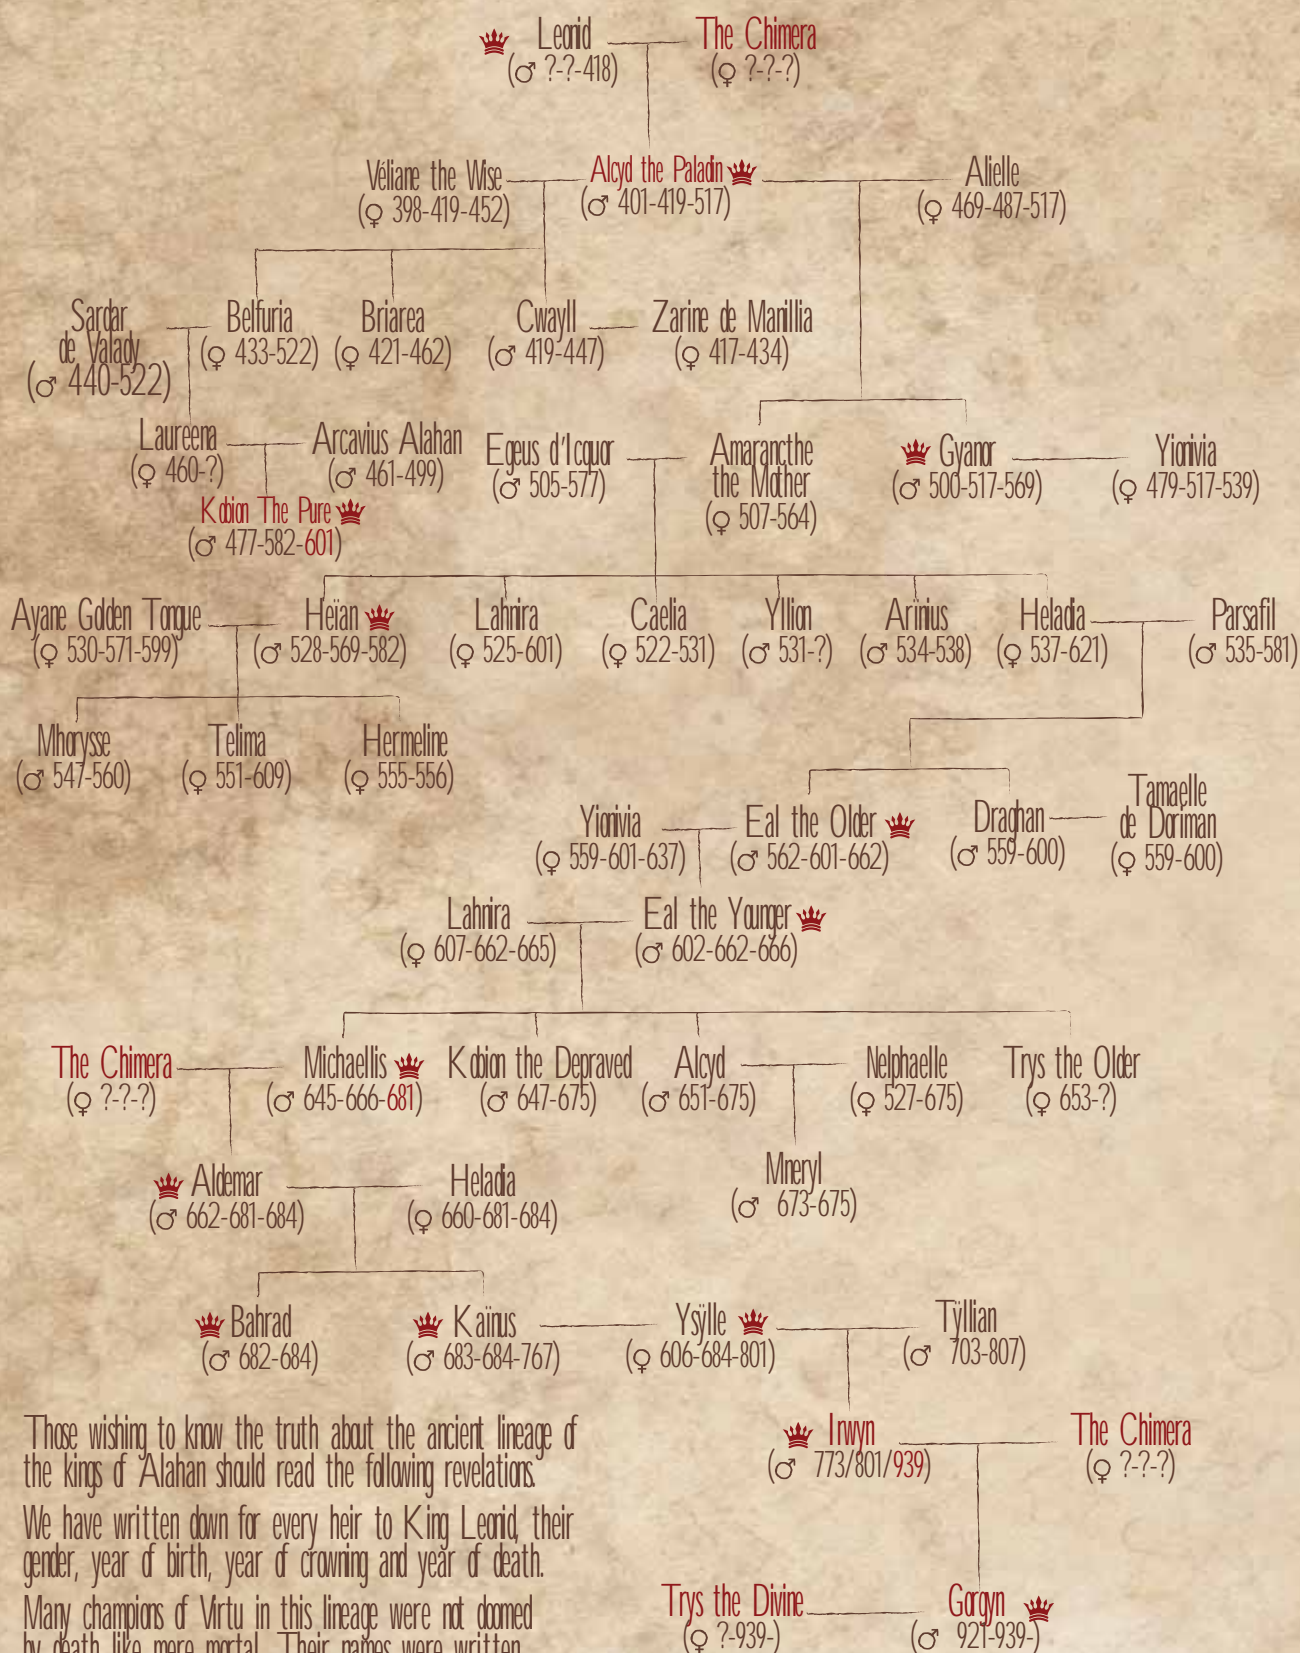 Leonid The Chimera
(♂ ?-?-418) (♀ ?-?-?)
Véliane the Wise Alcyd the Paladin Alielle
(♀ 398-419-452) (♂ 401-419-517) (♀ 469-487-517)
Sardar Belfuria Briarea Cwayll Zarine de Manillia
de Valady (♀ 433-522) (♀ 421-462) (♂ 419-447) (♀ 417-434)
(♂ 440-522)
Laureena Arcavius Alahan Egeus d'Icquor Amarancthe Gyanor Yionivia
(♀ 460-?) (♂ 461-499) (♂ 505-577) the Mother (♂ 500-517-569) (♀ 479-517-539)
Kobion The Pure (♀ 507-564)
(♂ 477-582-601)
Ayane Golden Tongue Heïan Lahnira Caelia Yllion Arïnius Heladia Parsafil
(♀ 530-571-599) (♂ 528-569-582) (♀ 525-601) (♀ 522-531) (♂ 531-?) (♂ 534-538) (♀ 537-621) (♂ 535-581)
Mhorysse Telima Hermeline
(♂ 547-560) (♀ 551-609) (♀ 555-556)
Yionivia Eal the Older Draghan Tamaelle
de Doriman
(♀ 559-601-637) (♂ 562-601-662) (♂ 559-600) (♀ 559-600)
Lahnira Eal the Younger
(♀ 607-662-665) (♂ 602-662-666)
The Chimera Michaellis Kobion the Depraved Alcyd Nelphaelle Trys the Older
(♀ ?-?-?) (♂ 645-666-681) (♂ 647-675) (♂ 651-675) (♀ 527-675) (♀ 653-?)
Aldemar Heladia Mneryl
(♂ 662-681-684) (♀ 660-681-684) (♂ 673-675)
Bahrad Kaïnus Ysÿlle Tÿllian
(♂ 682-684) (♂ 683-684-767) (♀ 606-684-801) (♂ 703-807)
Irwyn The Chimera
(♂ 773/801/939) (♀ ?-?-?)
Trys the Divine Gorgyn
(♀ ?-939-) (♂ 921-939-)
Those wishing to know the truth about the ancient lineage of
the kings of Alahan should read the following revelations.
We have written down for every heir to King Leonid, their
gender, year of birth, year of crowning and year of death.
Many champions of Virtu in this lineage were not doomed
by death like mere mortal. Their names were written